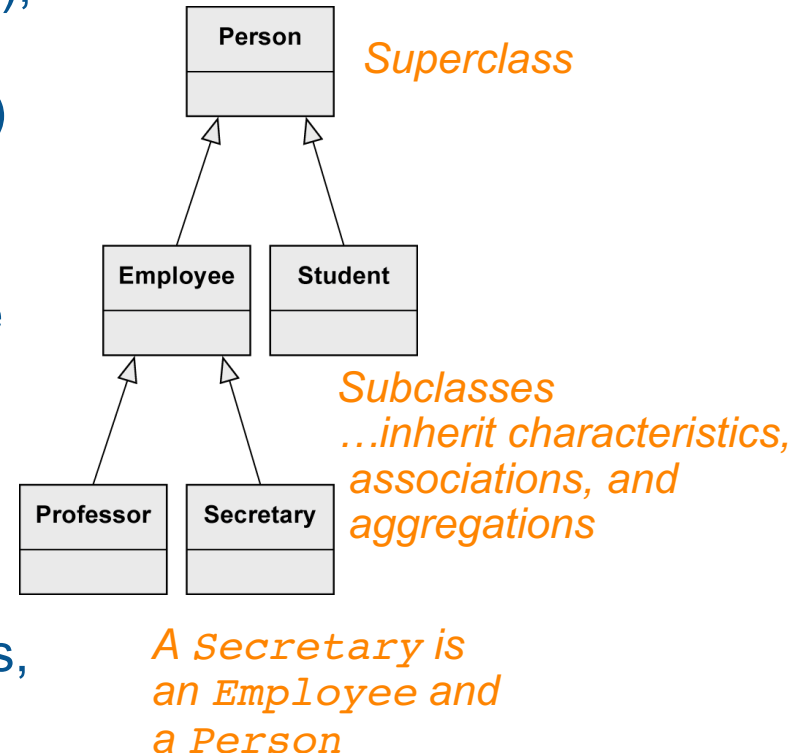 ),
Person
Superclass
)
Employee
Student
e
Subclasses
…inherit characteristics,
associations, and
aggregations
Professor
Secretary
s,
A Secretary is
an Employee and
a Person